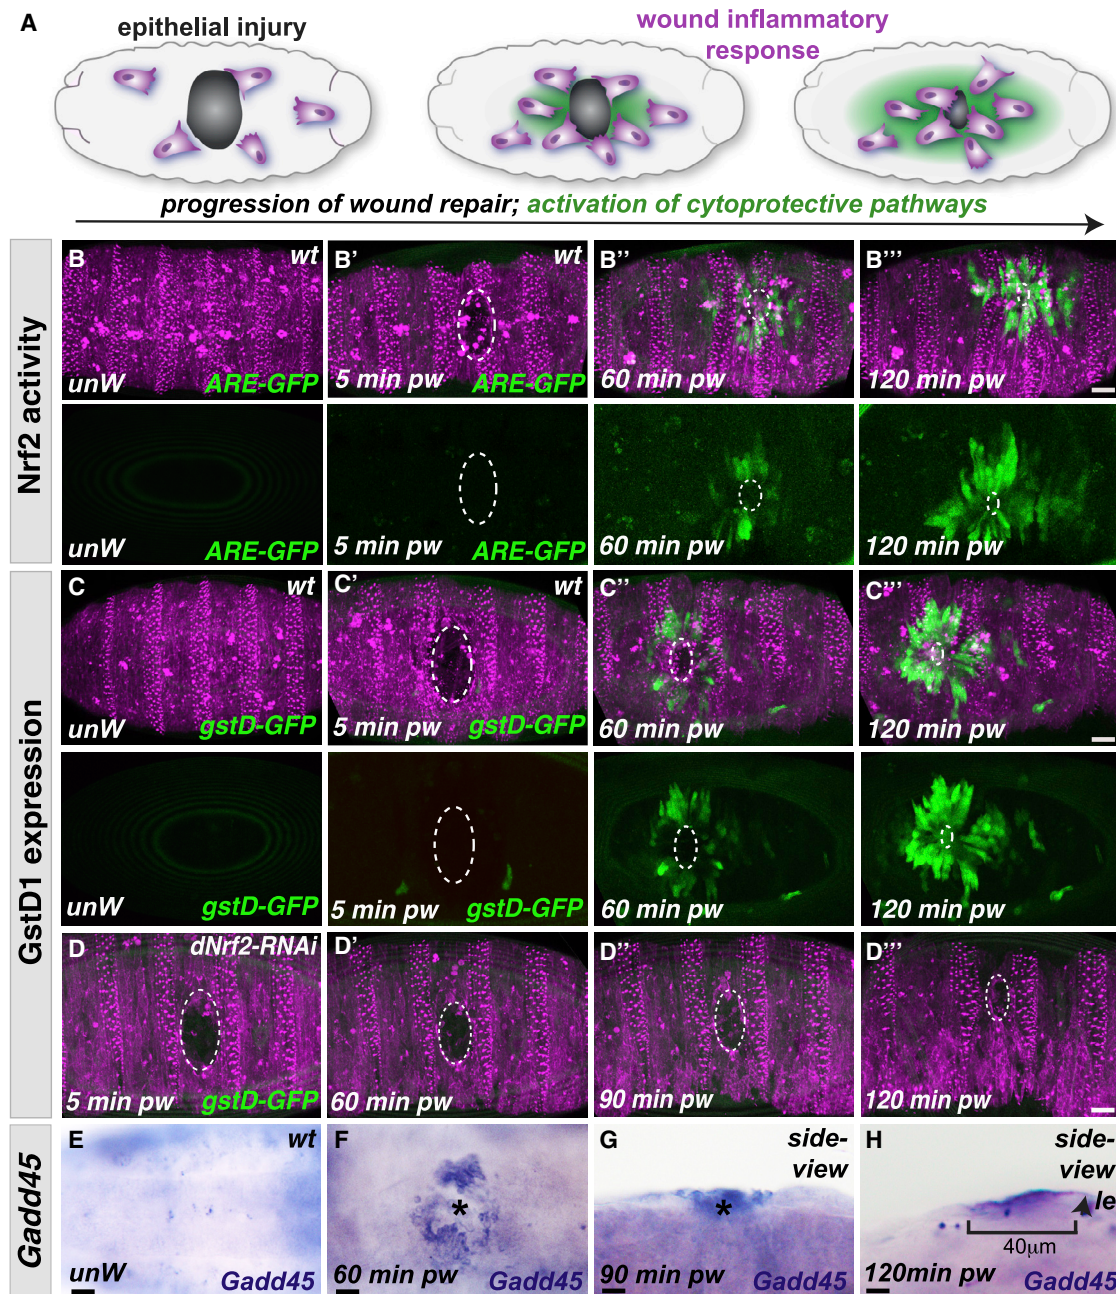 A
epithelial injury
wound inflammatory
response
progression of wound repair; activation of cytoprotective pathways
Nrf2 activity
B
wt
unW
ARE-GFP
B'
wt
5 min pw
ARE-GFP
B''
60 min pw
B'''
120 min pw
unW
ARE-GFP
5 min pw
ARE-GFP
60 min pw
120 min pw
GstD1 expression
C
wt
unW
gstD-GFP
C'
wt
5 min pw
gstD-GFP
C''
60 min pw
C'''
120 min pw
unW
gstD-GFP
5 min pw
gstD-GFP
60 min pw
120 min pw
D
dNrf2-RNAi
5 min pw
gstD-GFP
D'
60 min pw
D''
90 min pw
D'''
120 min pw
Gadd45
E
wt
unW
Gadd45
F
*
60 min pw
Gadd45
G
side-
view
*
90 min pw
Gadd45
H
side-
view
le
40μm
120min pw
Gadd45